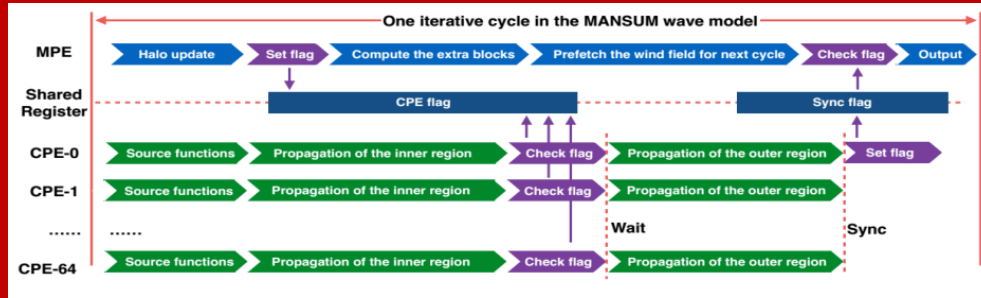 One iterative cycle in the MANSUM wave model
MPE
Halo update
Set flag
Compute the extra blocks
Prefetch the wind field for next cycle
Check flag
Output
Shared
Register
CPE flag
Sync flag
CPE-0
Source functions
Propagation of the inner region
Check flag
Propagation of the outer region
Set flag
CPE-1
Source functions
Propagation of the inner region
Check flag
Propagation of the outer region
......
......
Wait
Sync
CPE-64
Source functions
Propagation of the inner region
Check flag
Propagation of the outer region